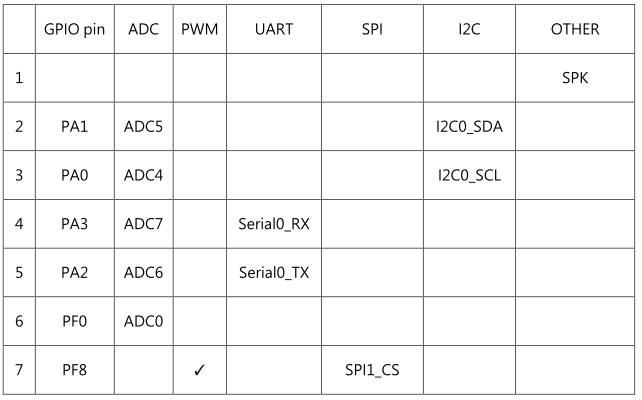 GPIO pin ADC PWM UART SPI I2C OTHER
1 SPK
2 PA1 ADC5 I2C0_SDA
3 PA0 ADC4 I2C0_SCL
4 PA3 ADC7 Serial0_RX
5 PA2 ADC6 Serial0_TX
6 PF0 ADC0
7 PF8 ✓ SPI1_CS